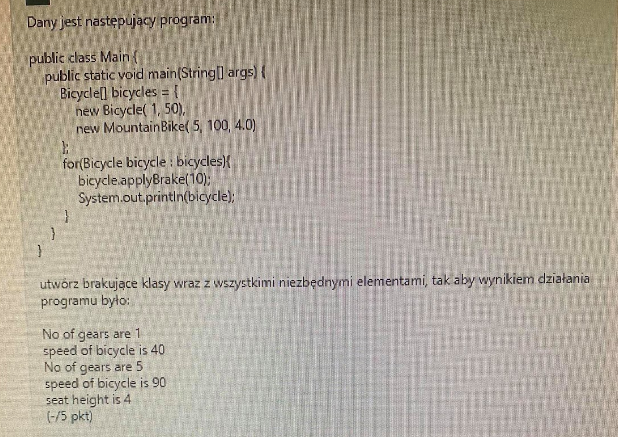 Dany jest następujący program:
public class Main {
public static void main(String[] args) {
Bicycle[] bicycles = {
new Bicycle( 1, 50),
new MountainBike( 5, 100, 4.0)
};
for(Bicycle bicycle : bicycles){
bicycle.applyBrake(10);
System.out.println(bicycle);
}
}
}
utwórz brakujące klasy wraz z wszystkimi niezbędnymi elementami, tak aby wynikiem działania
programu było:
No of gears are 1
speed of bicycle is 40
No of gears are 5
speed of bicycle is 90
seat height is 4
(-/5 pkt)